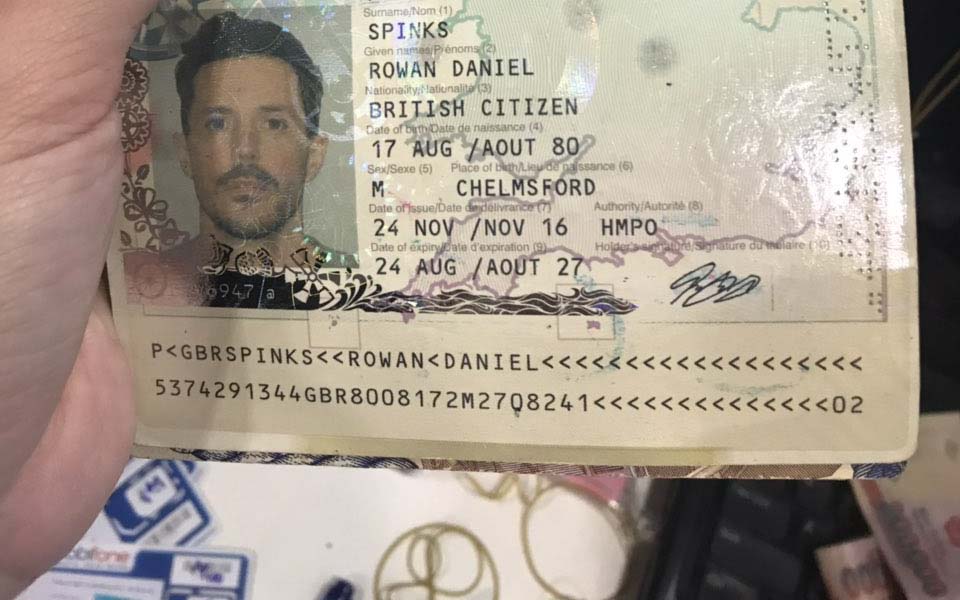 Surname/Nom (1)
SPINKS
Given names/Prénoms (2)
ROWAN DANIEL
Nationality/Nationalité (3)
BRITISH CITIZEN
Date of birth/Date de naissance (4)
17 AUG /AOUT 80
Sex/Sexe (5) Place of birth/Lieu de naissance (6)
M CHELMSFORD
Date of issue/Date de délivrance (7) Authority/Autorité (8)
24 NOV /NOV 16 HMPO
Date of expiry/Date d'expiration (9) Holder's signature/Signature du titulaire (10)
24 AUG /AOUT 27
P<GBRSPINKS<<ROWAN<DANIEL<<<<<<<<<<<<<<<<<<<
5374291344GBR8008172M2708241<<<<<<<<<<<<<<02